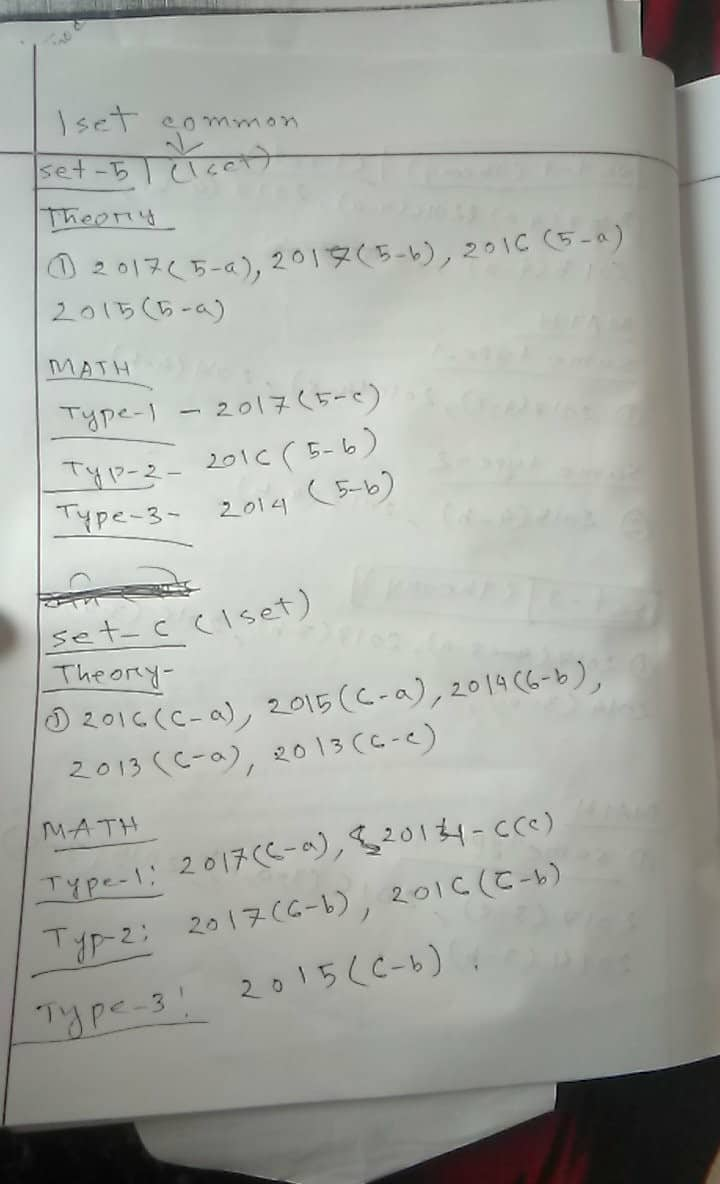 1 set common
set-5 (1set)
Theory
① 2017(5-a), 2017(5-b), 2016(5-a)
2015(5-a)
MATH
Type-1 - 2017(5-c)
Typ-2- 2016(5-b)
Type-3- 2014 (5-b)
set-6 (1set)
Theory-
① 2016(6-a), 2015(6-a), 2014(6-b),
2013(6-a), 2013(6-c)
MATH
Type-1: 2017(6-a), 2014-6(c)
Typ-2: 2017(6-b), 2016(6-b)
Type-3: 2015(6-b).